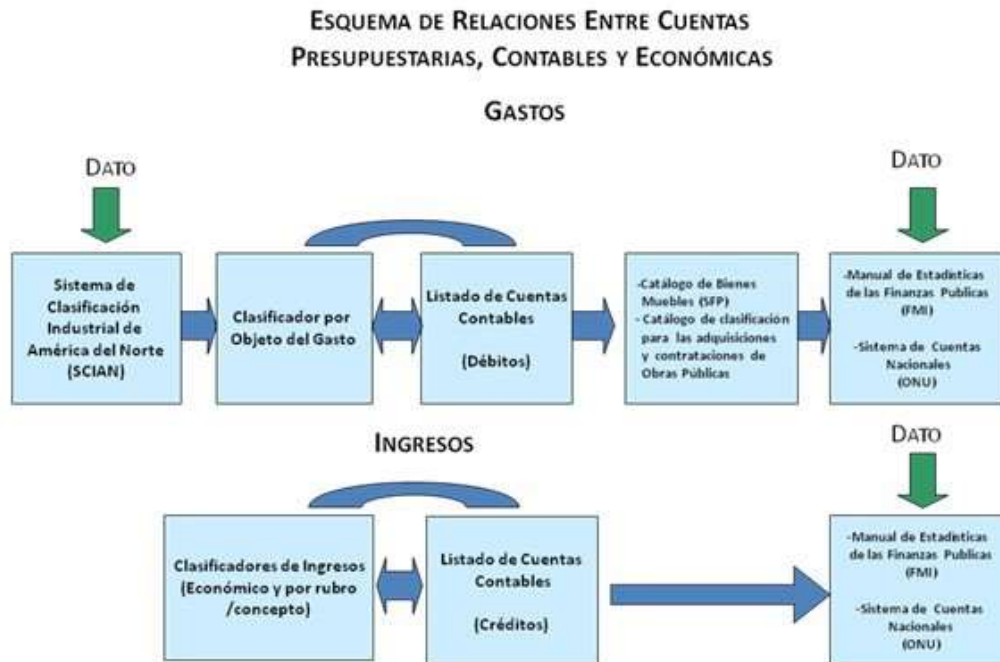 ESQUEMA DE RELACIONES ENTRE CUENTAS
PRESUPUESTARIAS, CONTABLES Y ECONÓMICAS
GASTOS
DATO
DATO
Sistema de
Clasificación
Industrial de
América del Norte
(SCIAN)
Clasificador por
Objeto del Gasto
Listado de Cuentas
Contables
(Débitos)
-Catálogo de Bienes
Muebles (SFP)
- Catálogo de clasificación
para las adquisiciones
y contrataciones de
Obras Públicas
-Manual de Estadísticas
de las Finanzas Publicas
(FMI)
-Sistema de Cuentas
Nacionales
(ONU)
INGRESOS
DATO
Clasificadores de Ingresos
(Económico y por rubro
/concepto)
Listado de Cuentas
Contables
(Créditos)
-Manual de Estadísticas
de las Finanzas Publicas
(FMI)
-Sistema de Cuentas
Nacionales
(ONU)